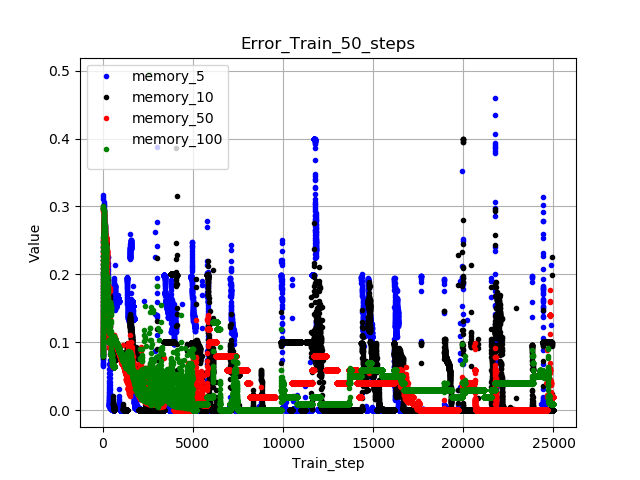 Error_Train_50_steps
memory_5
memory_10
memory_50
memory_100
0.5
0.4
0.3
0.2
0.1
0.0
Value
0 5000 10000 15000 20000 25000
Train_step